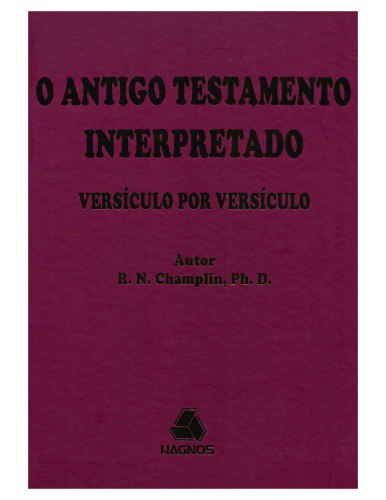 O ANTIGO TESTAMENTO
INTERPRETADO
VERSÍCULO POR VERSÍCULO
Autor
R. N. Champlin, Ph. D.
HAGNOS